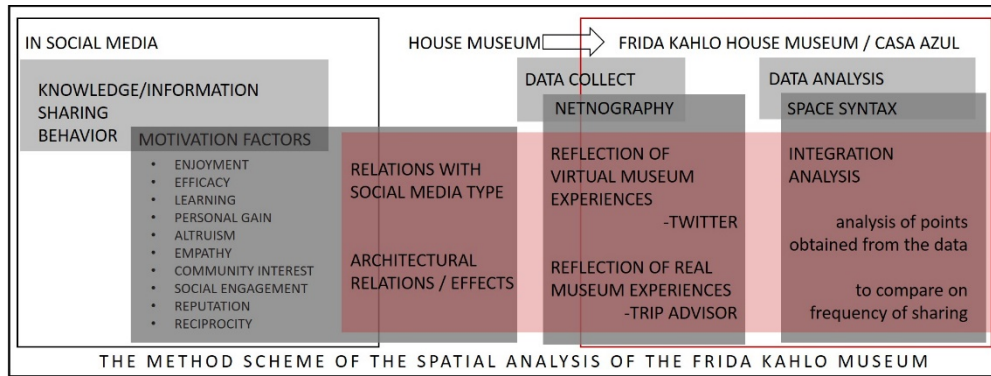 IN SOCIAL MEDIA
KNOWLEDGE/INFORMATION
SHARING
BEHAVIOR
MOTIVATION FACTORS
• ENJOYMENT
• EFFICACY
• LEARNING
• PERSONAL GAIN
• ALTRUISM
• EMPATHY
• COMMUNITY INTEREST
• SOCIAL ENGAGEMENT
• REPUTATION
• RECIPROCITY
RELATIONS WITH
SOCIAL MEDIA TYPE
ARCHITECTURAL
RELATIONS / EFFECTS
HOUSE MUSEUM
FRIDA KAHLO HOUSE MUSEUM / CASA AZUL
DATA COLLECT
NETNOGRAPHY
REFLECTION OF
VIRTUAL MUSEUM
EXPERIENCES
-TWITTER
REFLECTION OF REAL
MUSEUM EXPERIENCES
-TRIP ADVISOR
DATA ANALYSIS
SPACE SYNTAX
INTEGRATION
ANALYSIS
analysis of points
obtained from the data
to compare on
frequency of sharing
THE METHOD SCHEME OF THE SPATIAL ANALYSIS OF THE FRIDA KAHLO MUSEUM